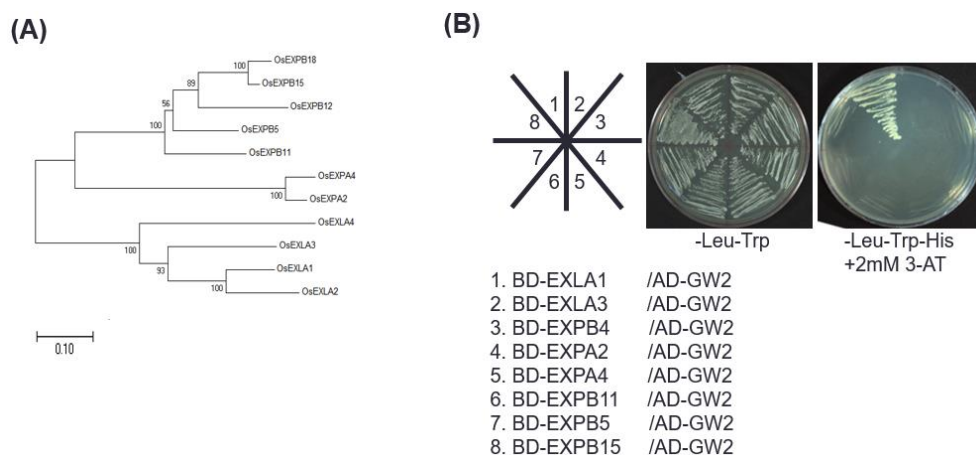 (A)
OsEXPB18
100
OsEXPB15
89
OsEXPB12
56
OsEXPB5
100
OsEXPB11
OsEXPA4
100
OsEXPA2
OsEXLA4
OsEXLA3
100
OsEXLA1
93
100
OsEXLA2
0.10
(B)
1 2
8 3
7 4
6 5
-Leu-Trp
-Leu-Trp-His
+2mM 3-AT
1. BD-EXLA1 /AD-GW2
2. BD-EXLA3 /AD-GW2
3. BD-EXPB4 /AD-GW2
4. BD-EXPA2 /AD-GW2
5. BD-EXPA4 /AD-GW2
6. BD-EXPB11 /AD-GW2
7. BD-EXPB5 /AD-GW2
8. BD-EXPB15 /AD-GW2